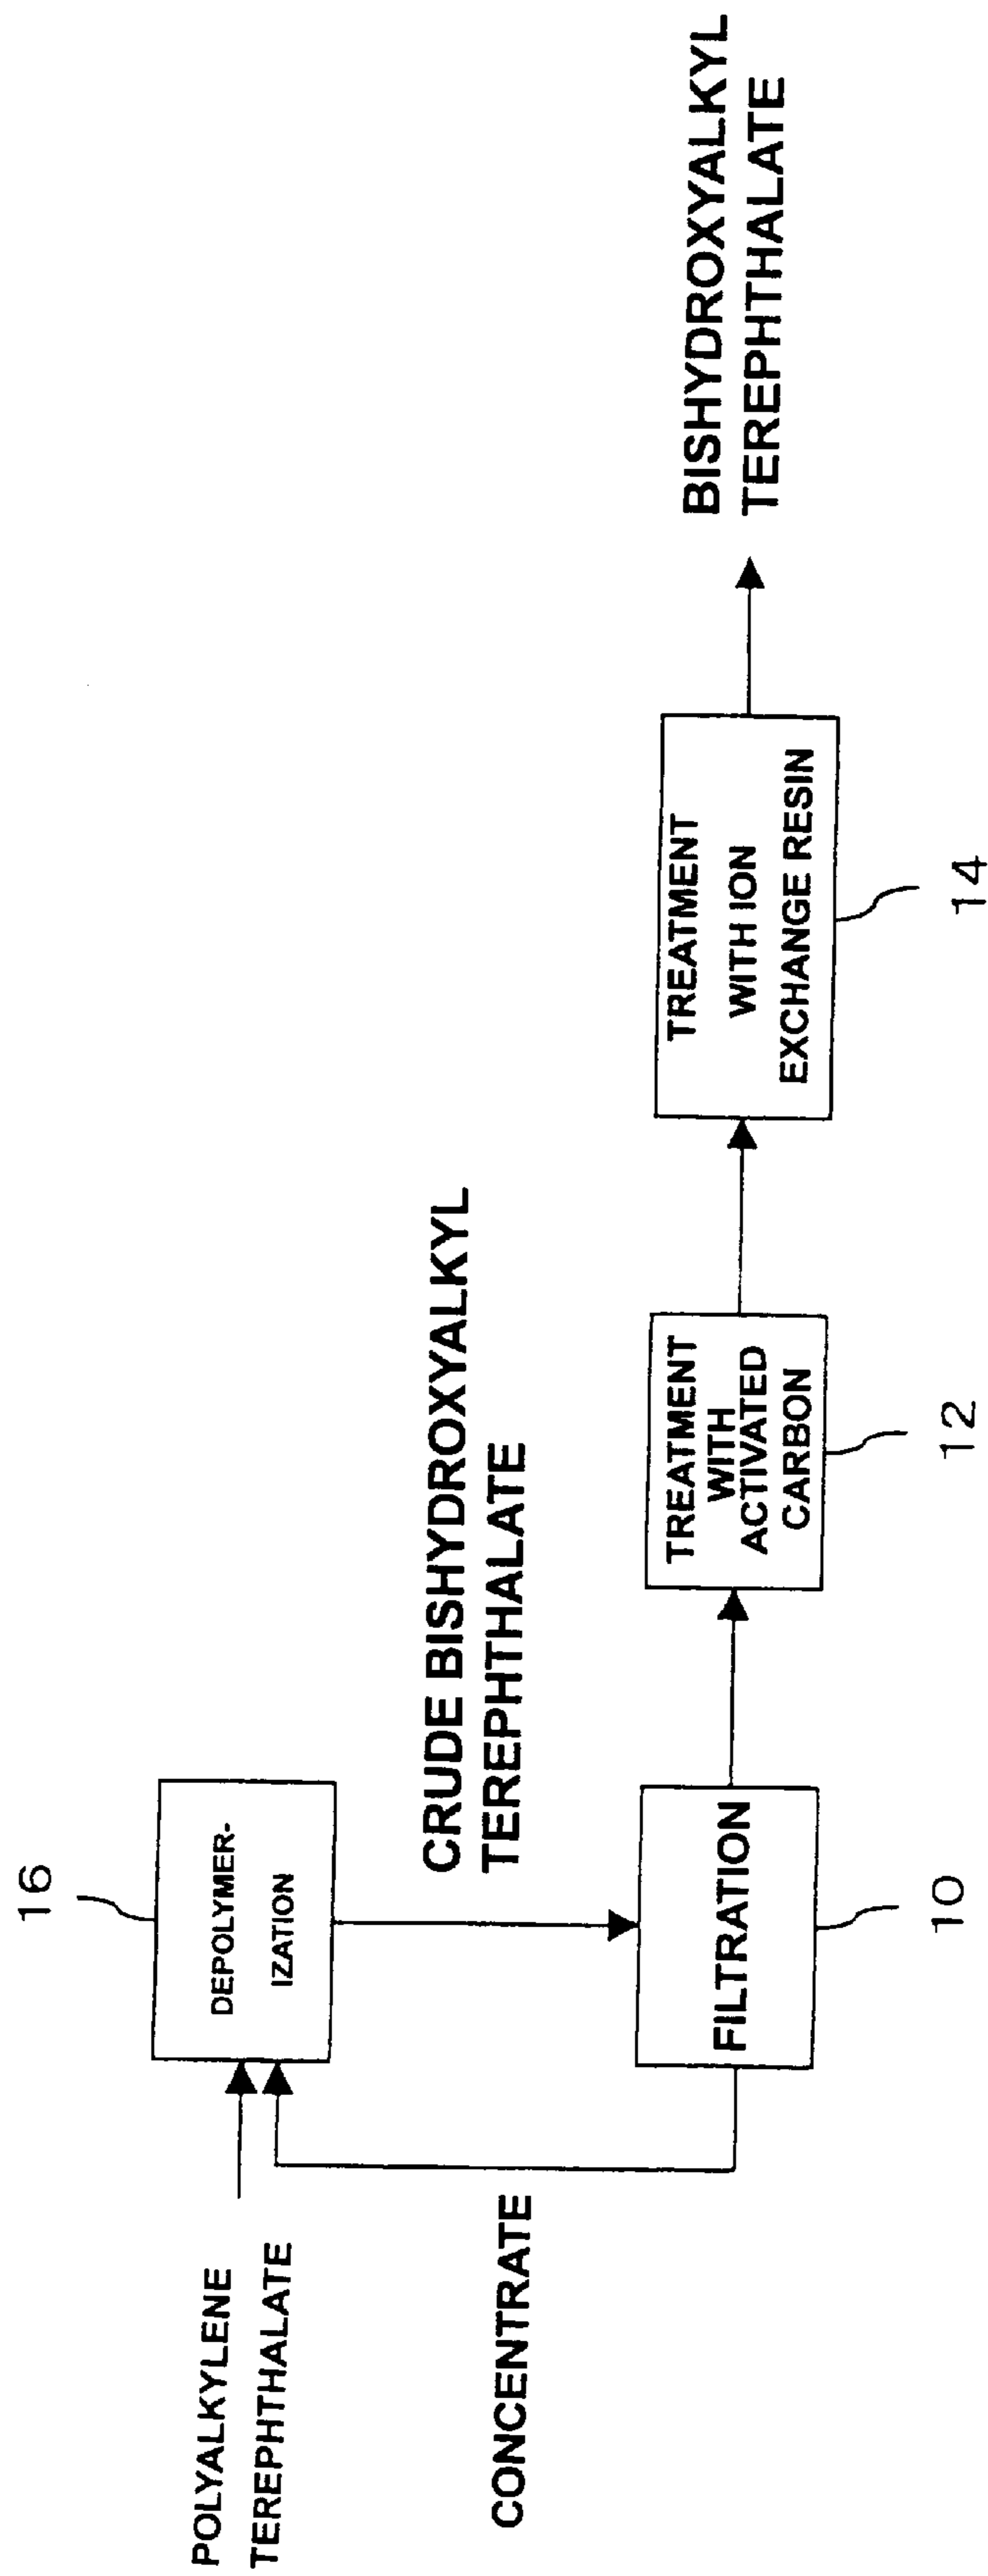 POLYALKYLENE
TEREPHTHALATE
16
DEPOLYMER-
IZATION
CONCENTRATE
CRUDE BISHYDROXYALKYL
TEREPHTHALATE
FILTRATION
10
TREATMENT
WITH
ACTIVATED
CARBON
12
TREATMENT
WITH ION
EXCHANGE RESIN
14
BISHYDROXYALKYL
TEREPHTHALATE